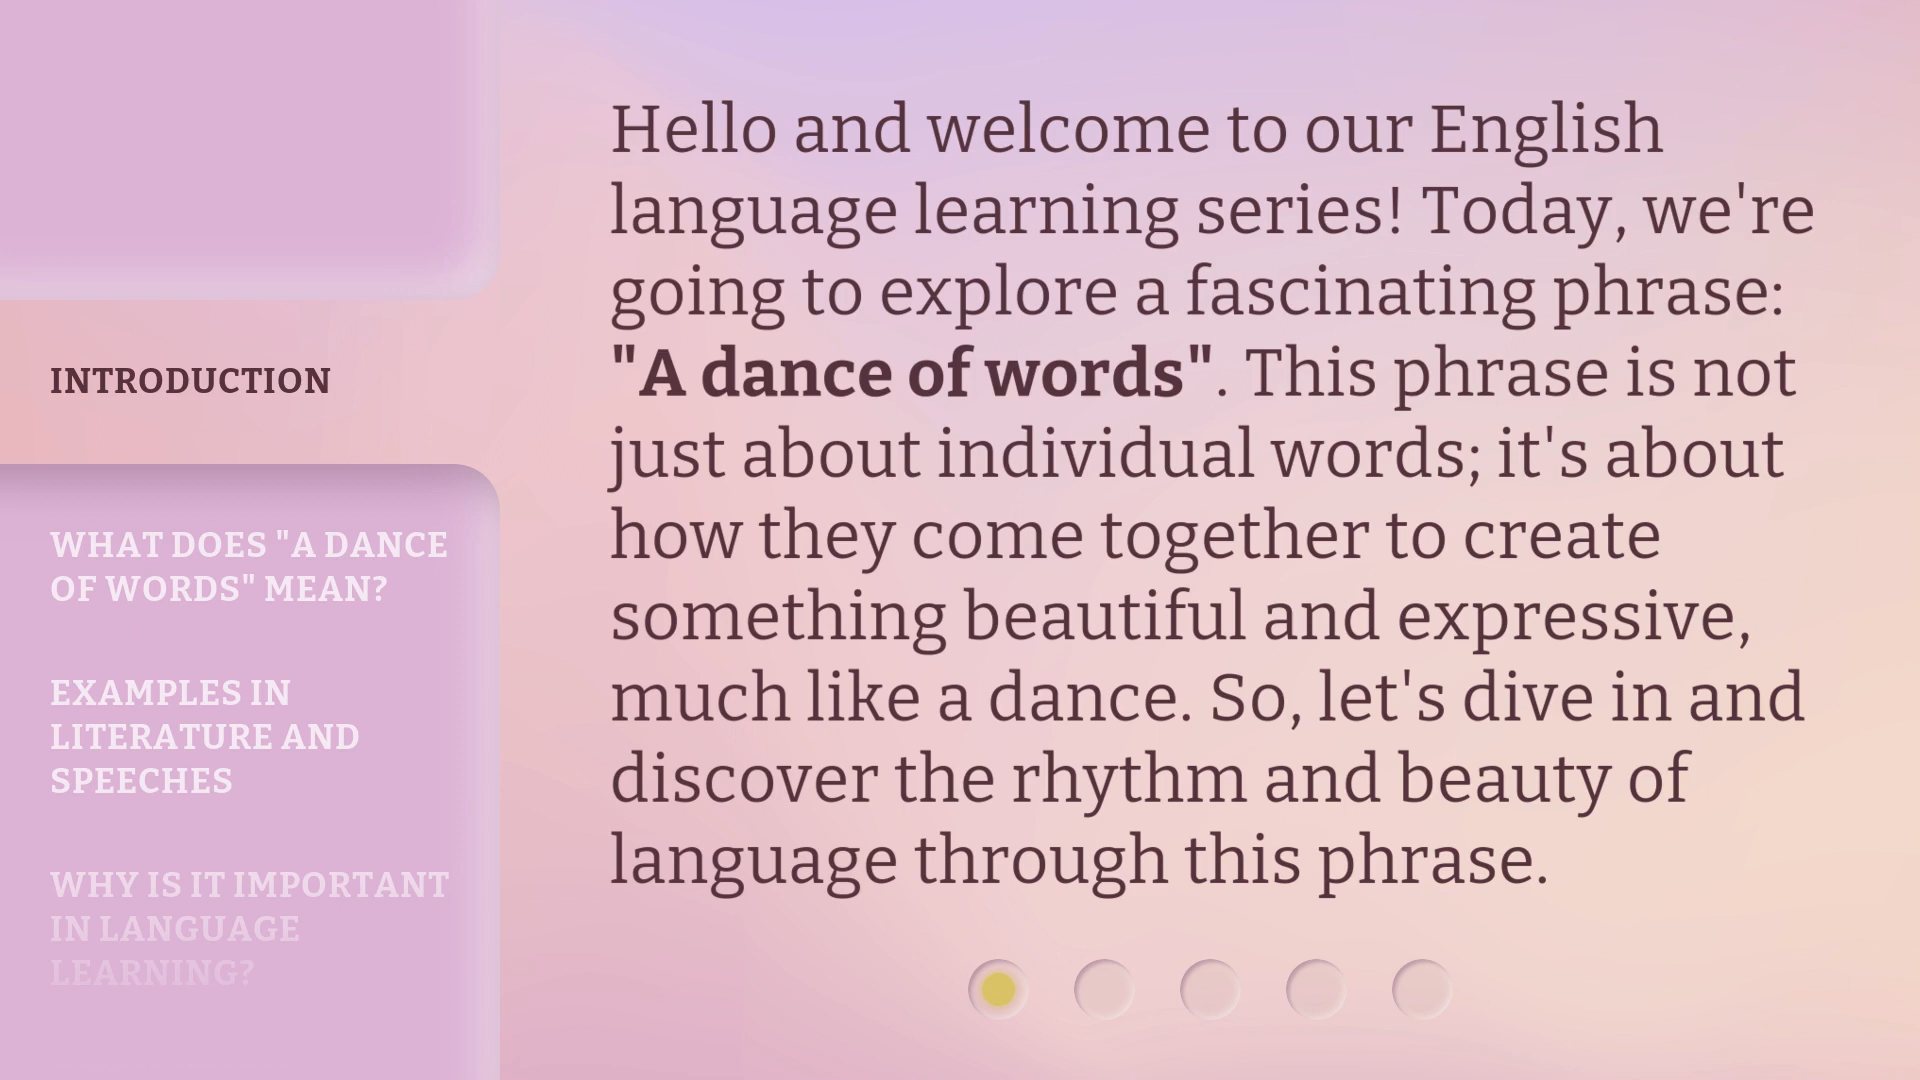 INTRODUCTION
WHAT DOES "A DANCE
OF WORDS" MEAN?
EXAMPLES IN
LITERATURE AND
SPEECHES
WHY IS IT IMPORTANT
IN LANGUAGE
LEARNING?
Hello and welcome to our English
language learning series! Today, we're
going to explore a fascinating phrase:
"A dance of words". This phrase is not
just about individual words; it's about
how they come together to create
something beautiful and expressive,
much like a dance. So, let's dive in and
discover the rhythm and beauty of
language through this phrase.